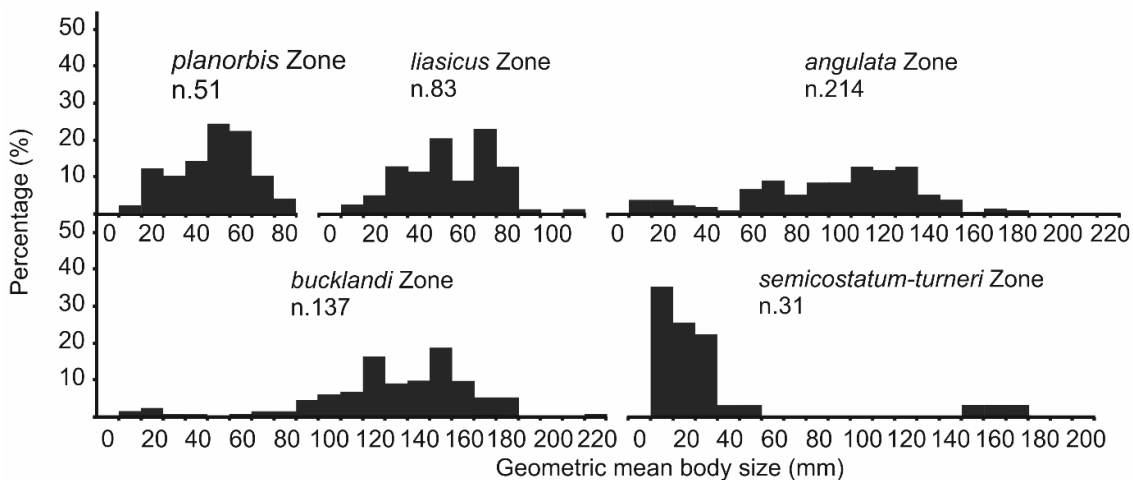 50
40
30
20
10
planorbis Zone
n.51
liasicus Zone
n.83
angulata Zone
n.214
0 20 40 60 80
0 20 40 60 80 100
0 20 40 60 80 100 120 140 160 180 200 220
Percentage (%)
50
40
30
20
10
bucklandi Zone
n.137
semicostatum-turneri Zone
n.31
0 20 40 60 80 100 120 140 160 180 200 220
0 20 40 60 80 100 120 140 160 180 200
Geometric mean body size (mm)